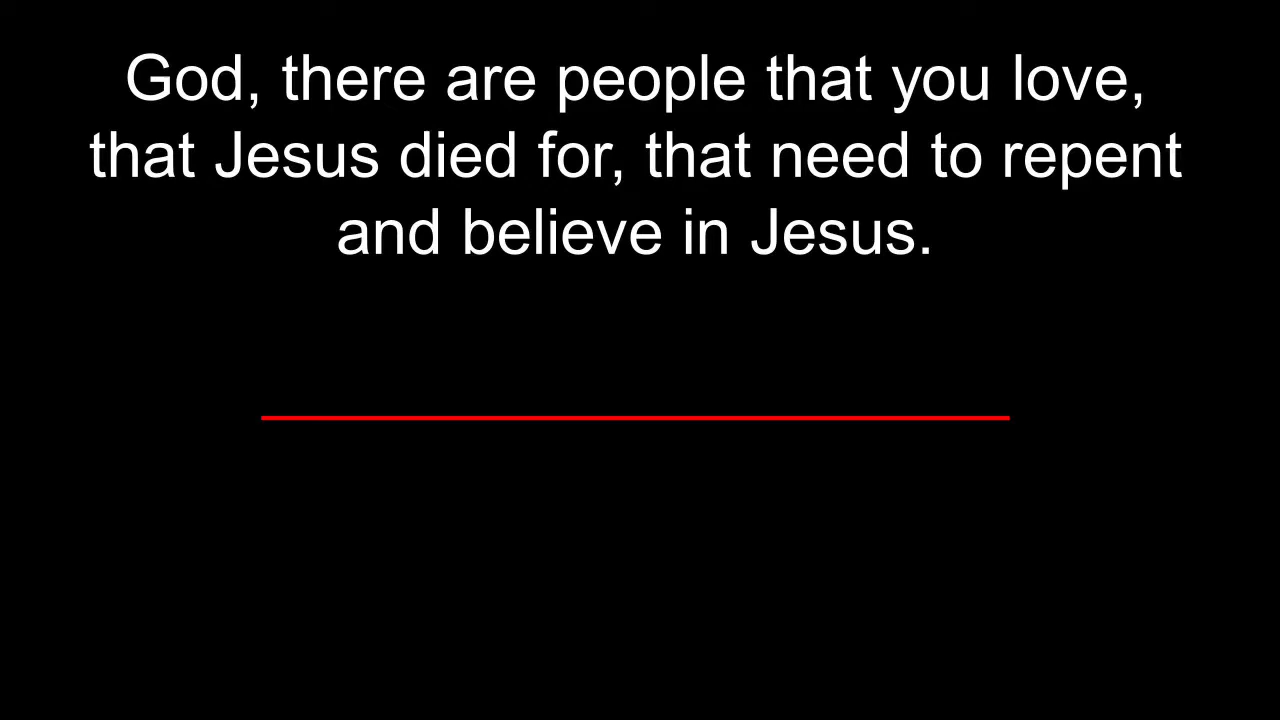 God, there are people that you love,
that Jesus died for, that need to repent
and believe in Jesus.